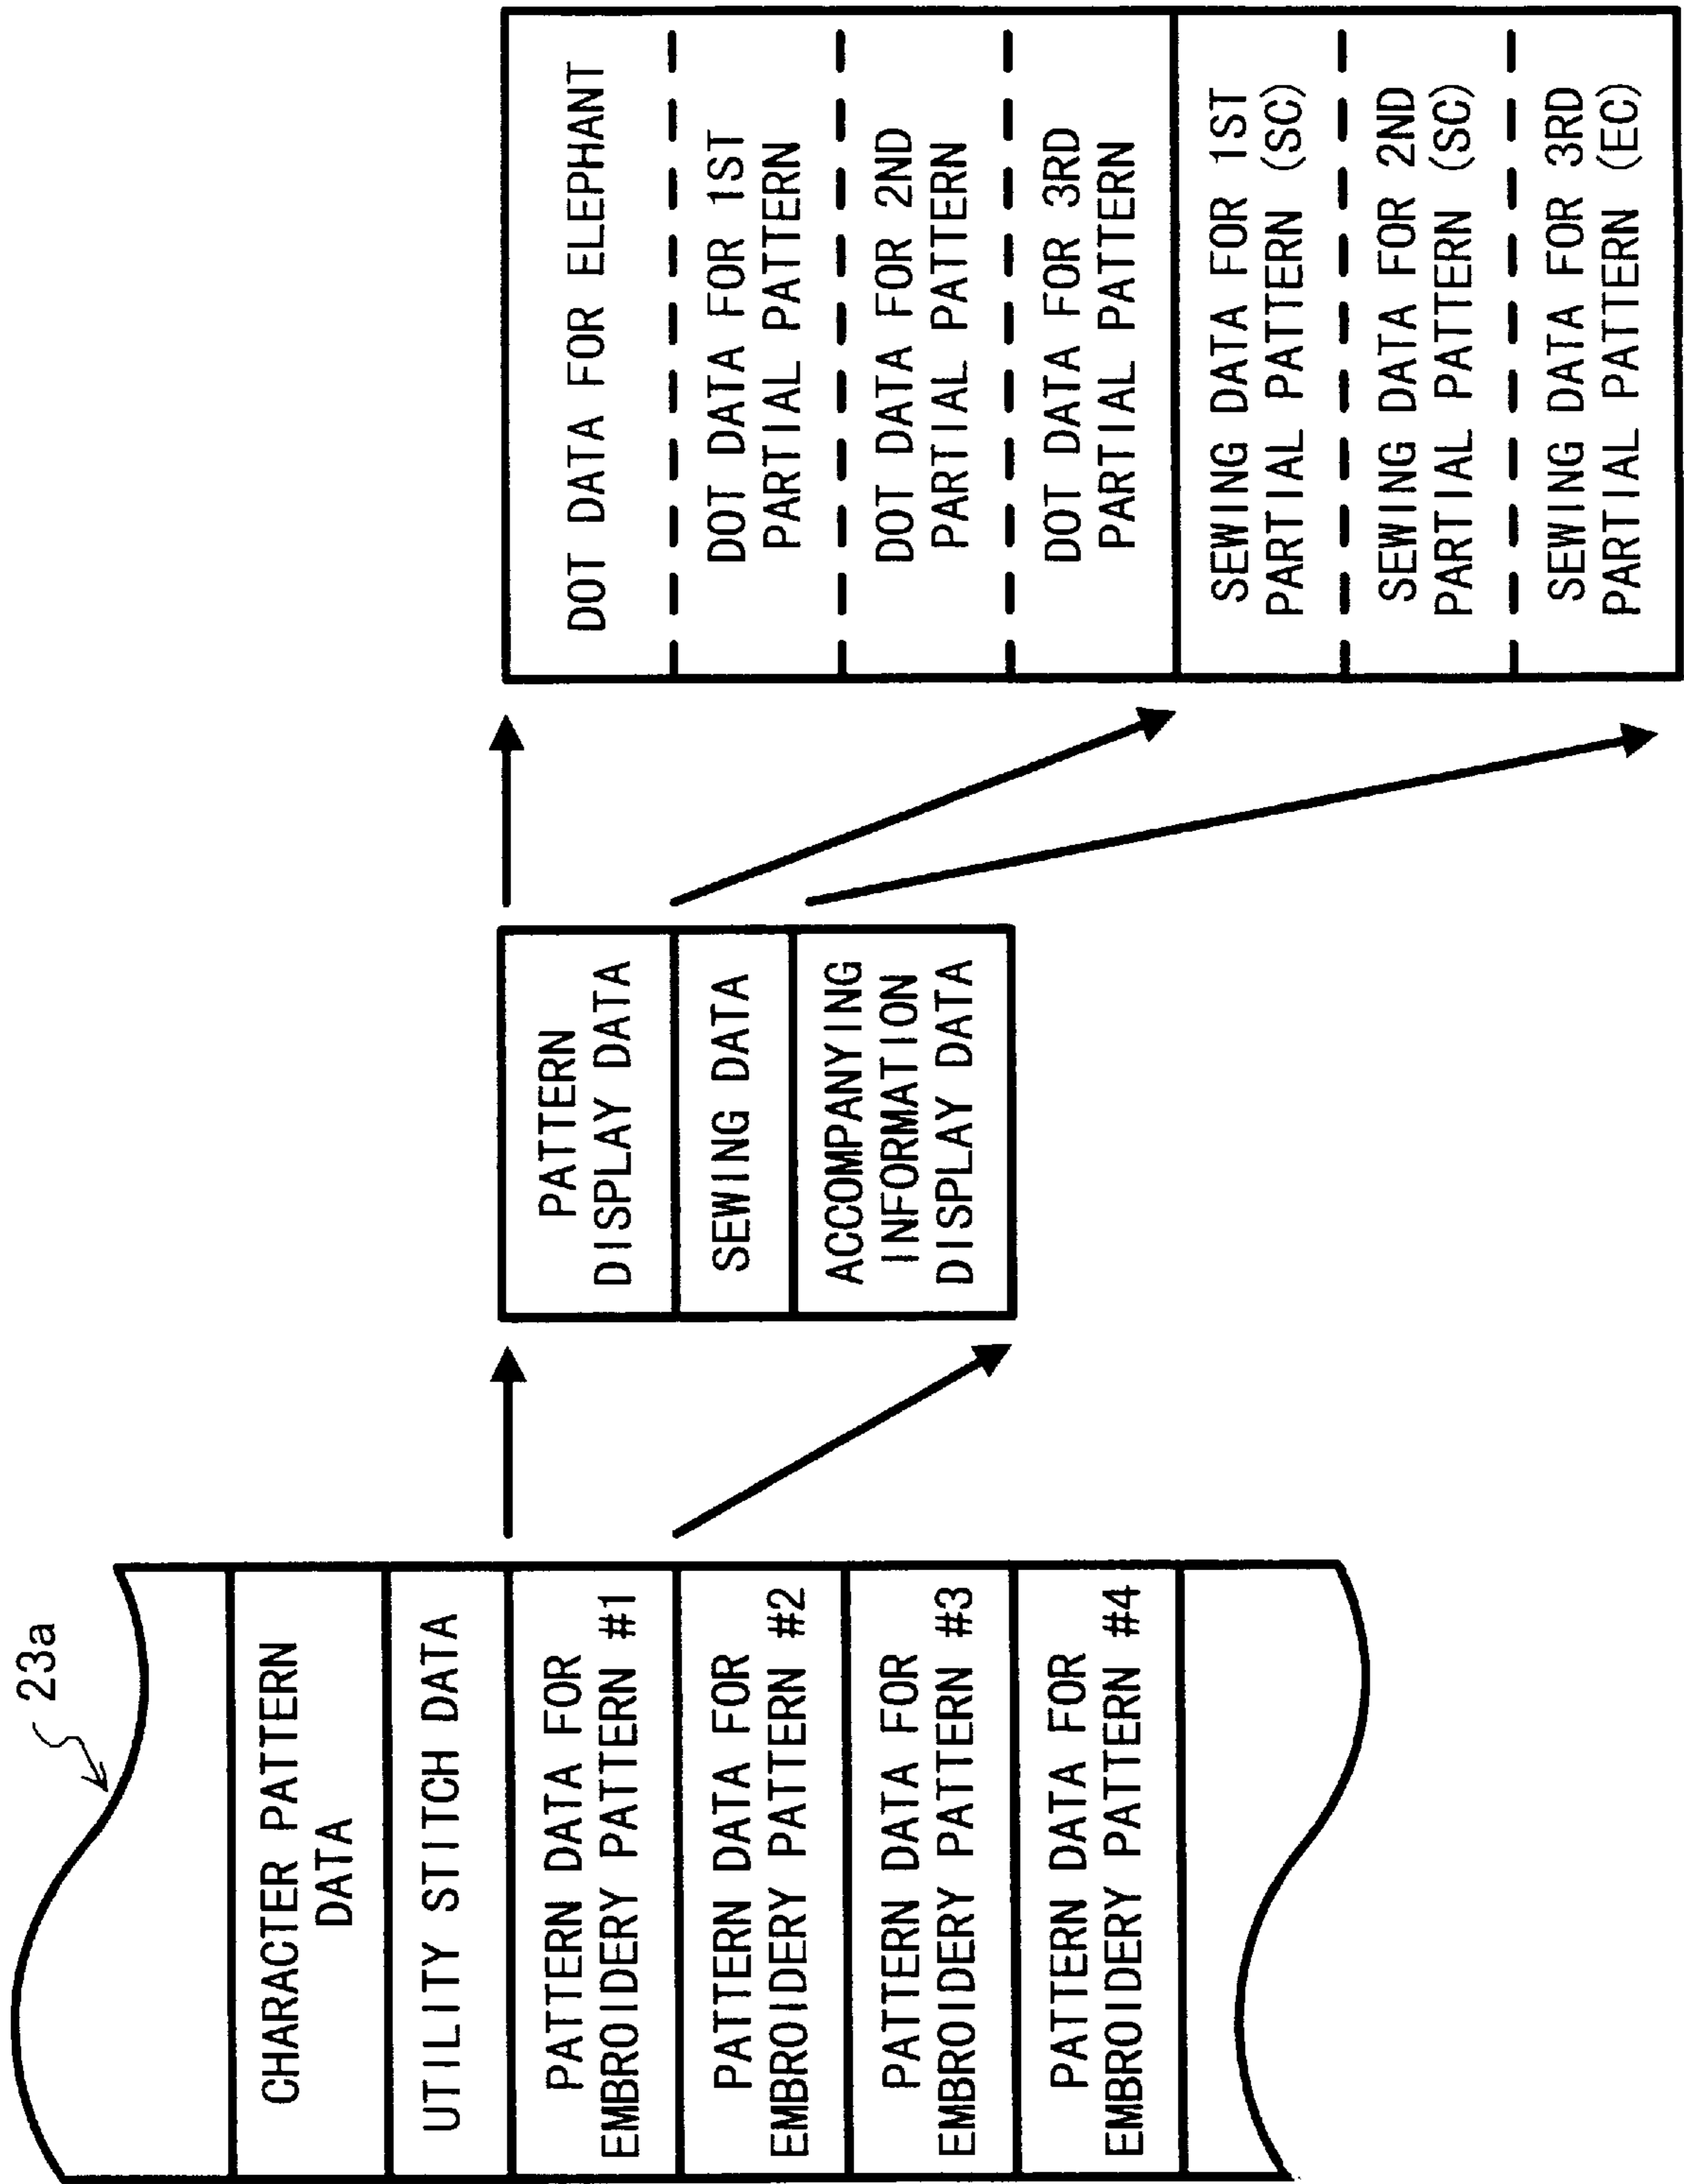 23a
CHARACTER PATTERN
DATA
UTILITY STITCH DATA
PATTERN DATA FOR
EMBROIDERY PATTERN #1
PATTERN DATA FOR
EMBROIDERY PATTERN #2
PATTERN DATA FOR
EMBROIDERY PATTERN #3
PATTERN DATA FOR
EMBROIDERY PATTERN #4
PATTERN
DISPLAY DATA
SEWING DATA
ACCOMPANYING
INFORMATION
DISPLAY DATA
DOT DATA FOR ELEPHANT
DOT DATA FOR 1ST
PARTIAL PATTERN
DOT DATA FOR 2ND
PARTIAL PATTERN
DOT DATA FOR 3RD
PARTIAL PATTERN
SEWING DATA FOR 1ST
PARTIAL PATTERN (SC)
SEWING DATA FOR 2ND
PARTIAL PATTERN (SC)
SEWING DATA FOR 3RD
PARTIAL PATTERN (EC)